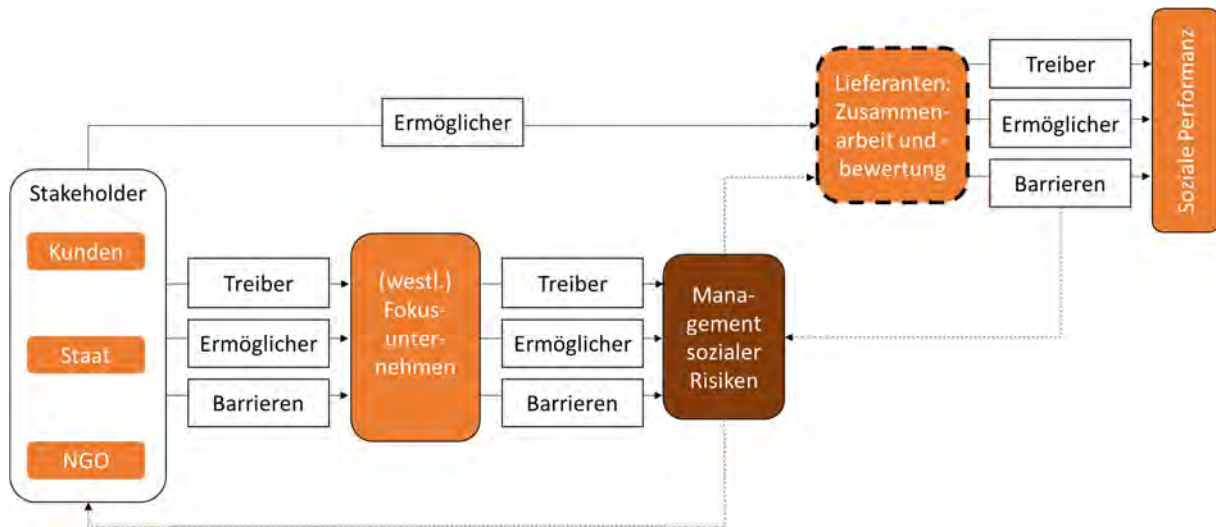 Stakeholder
Kunden
Staat
NGO
Ermöglicher
Treiber
Ermöglicher
Barrieren
(westl.)
Fokus-
unter-
nehmen
Treiber
Ermöglicher
Barrieren
Mana-
gement
sozialer
Risiken
Lieferanten:
Zusammen-
arbeit und -
bewertung
Treiber
Ermöglicher
Barrieren
Soziale Performanz